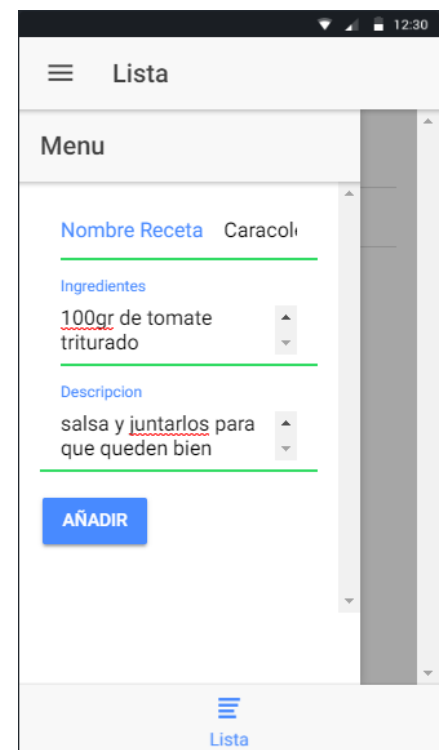 12:30
Lista
Menu
Nombre Receta Caracol
Ingredientes
100gr de tomate
triturado
Descripcion
salsa y juntarlos para
que queden bien
AÑADIR
Lista